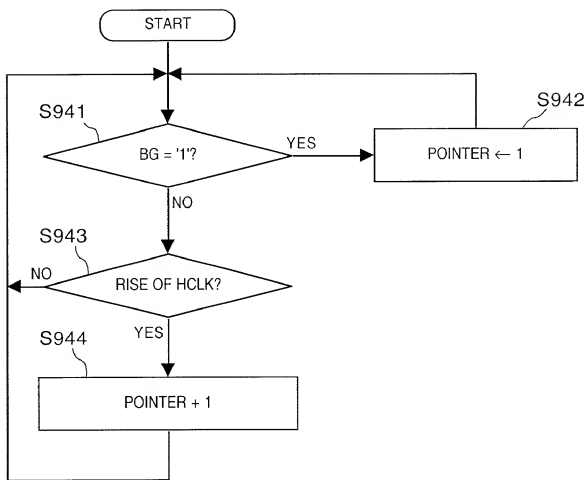 START
S941
BG = '1'?
YES
S942
POINTER ← 1
NO
S943
NO
RISE OF HCLK?
YES
S944
POINTER + 1